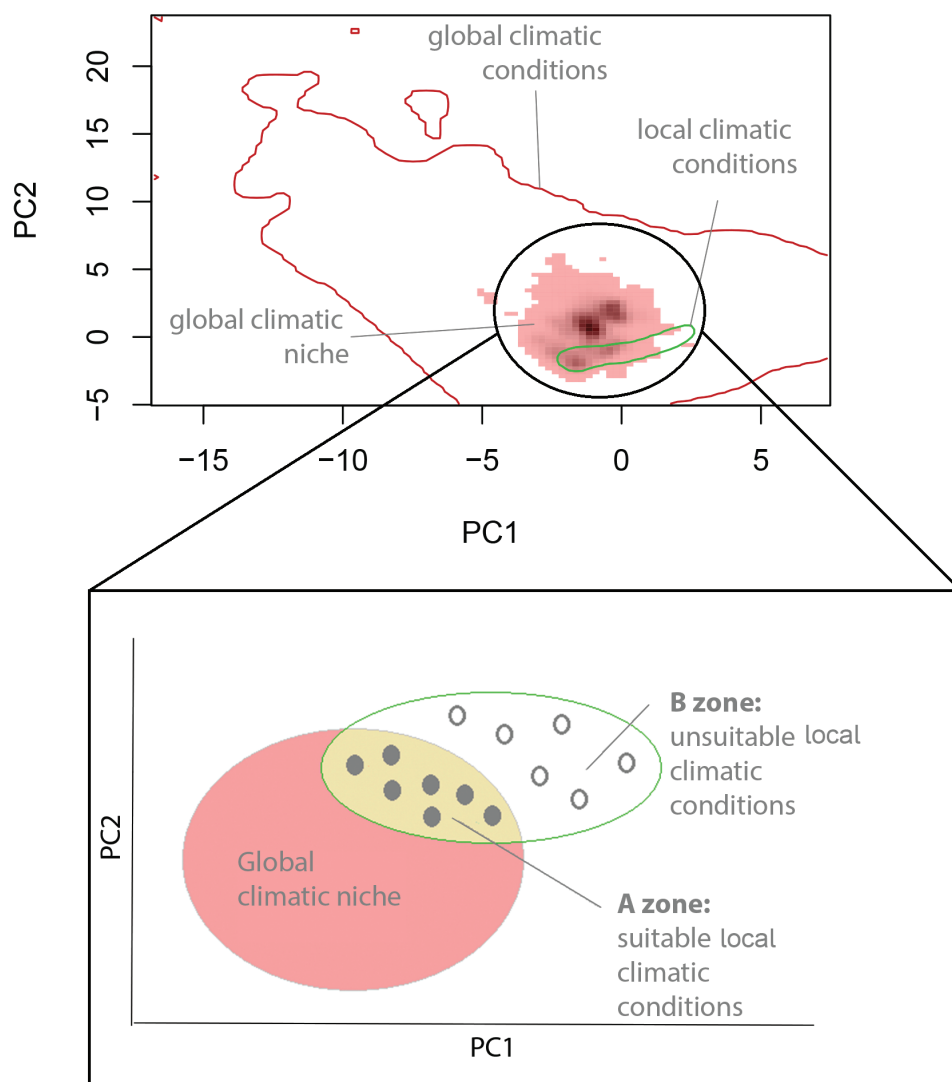 global climatic
conditions
local climatic
conditions
global climatic
niche
PC2
20
15
10
5
0
−5
−15
−10
−5
0
5
PC1
B zone:
unsuitable local
climatic
conditions
Global
climatic niche
A zone:
suitable local
climatic
conditions
PC2
PC1